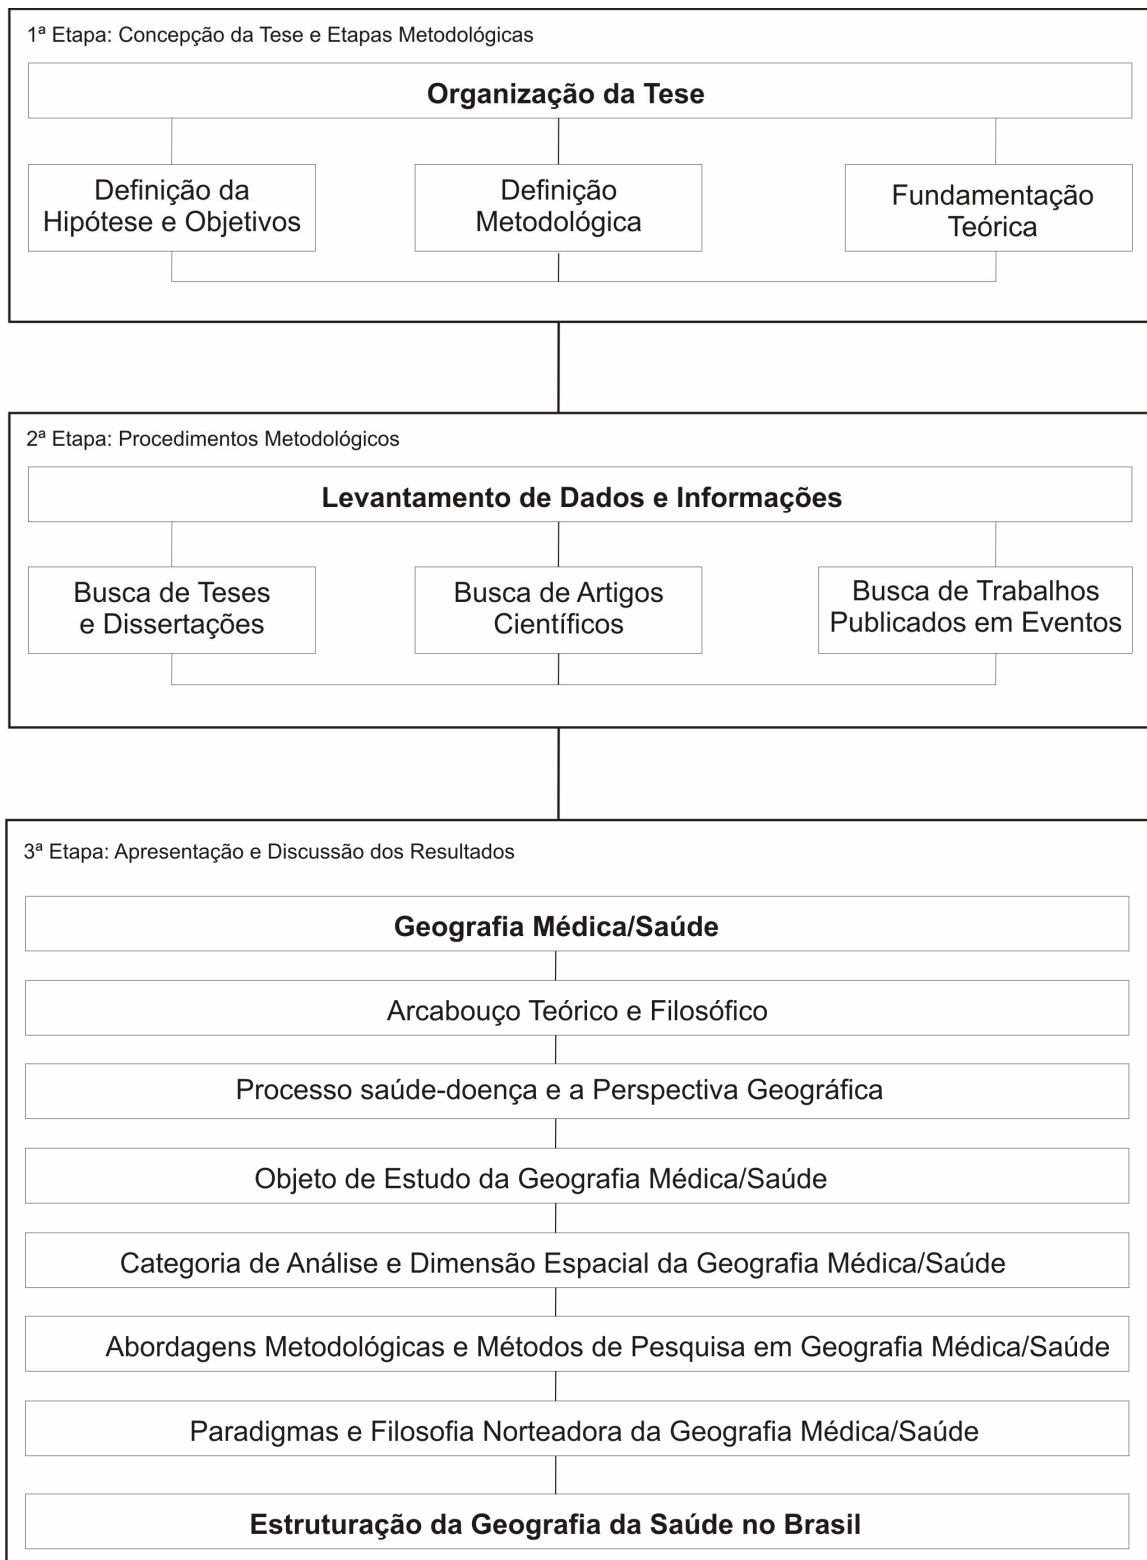 1ª Etapa: Concepção da Tese e Etapas Metodológicas
Organização da Tese
Definição da
Hipótese e Objetivos
Definição
Metodológica
Fundamentação
Teórica
2ª Etapa: Procedimentos Metodológicos
Levantamento de Dados e Informações
Busca de Teses
e Dissertações
Busca de Artigos
Científicos
Busca de Trabalhos
Publicados em Eventos
3ª Etapa: Apresentação e Discussão dos Resultados
Geografia Médica/Saúde
Arcabouço Teórico e Filosófico
Processo saúde-doença e a Perspectiva Geográfica
Objeto de Estudo da Geografia Médica/Saúde
Categoria de Análise e Dimensão Espacial da Geografia Médica/Saúde
Abordagens Metodológicas e Métodos de Pesquisa em Geografia Médica/Saúde
Paradigmas e Filosofia Norteadora da Geografia Médica/Saúde
Estruturação da Geografia da Saúde no Brasil